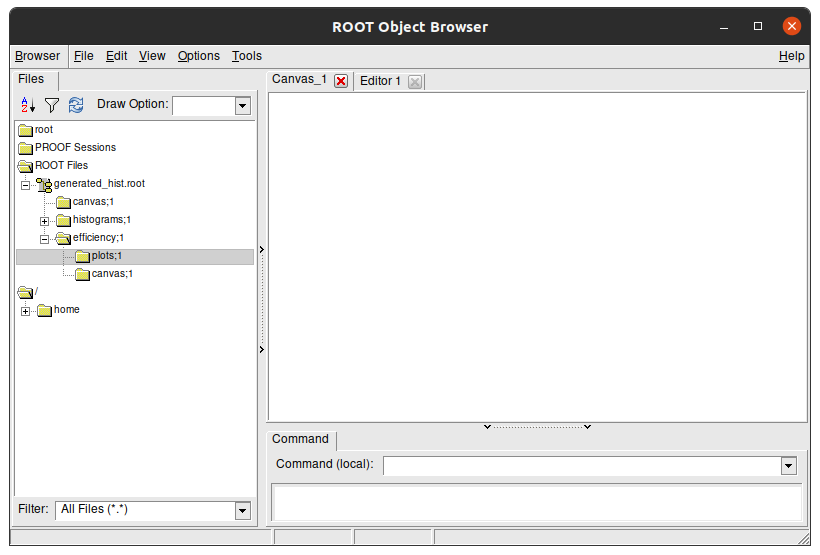 ROOT Object Browser
Browser File Edit View Options Tools Help
Files
Canvas_1 Editor 1
Draw Option:
root
PROOF Sessions
ROOT Files
generated_hist.root
canvas;1
histograms;1
efficiency;1
plots;1
canvas;1
/
home
Command
Command (local):
Filter: All Files (*.*)